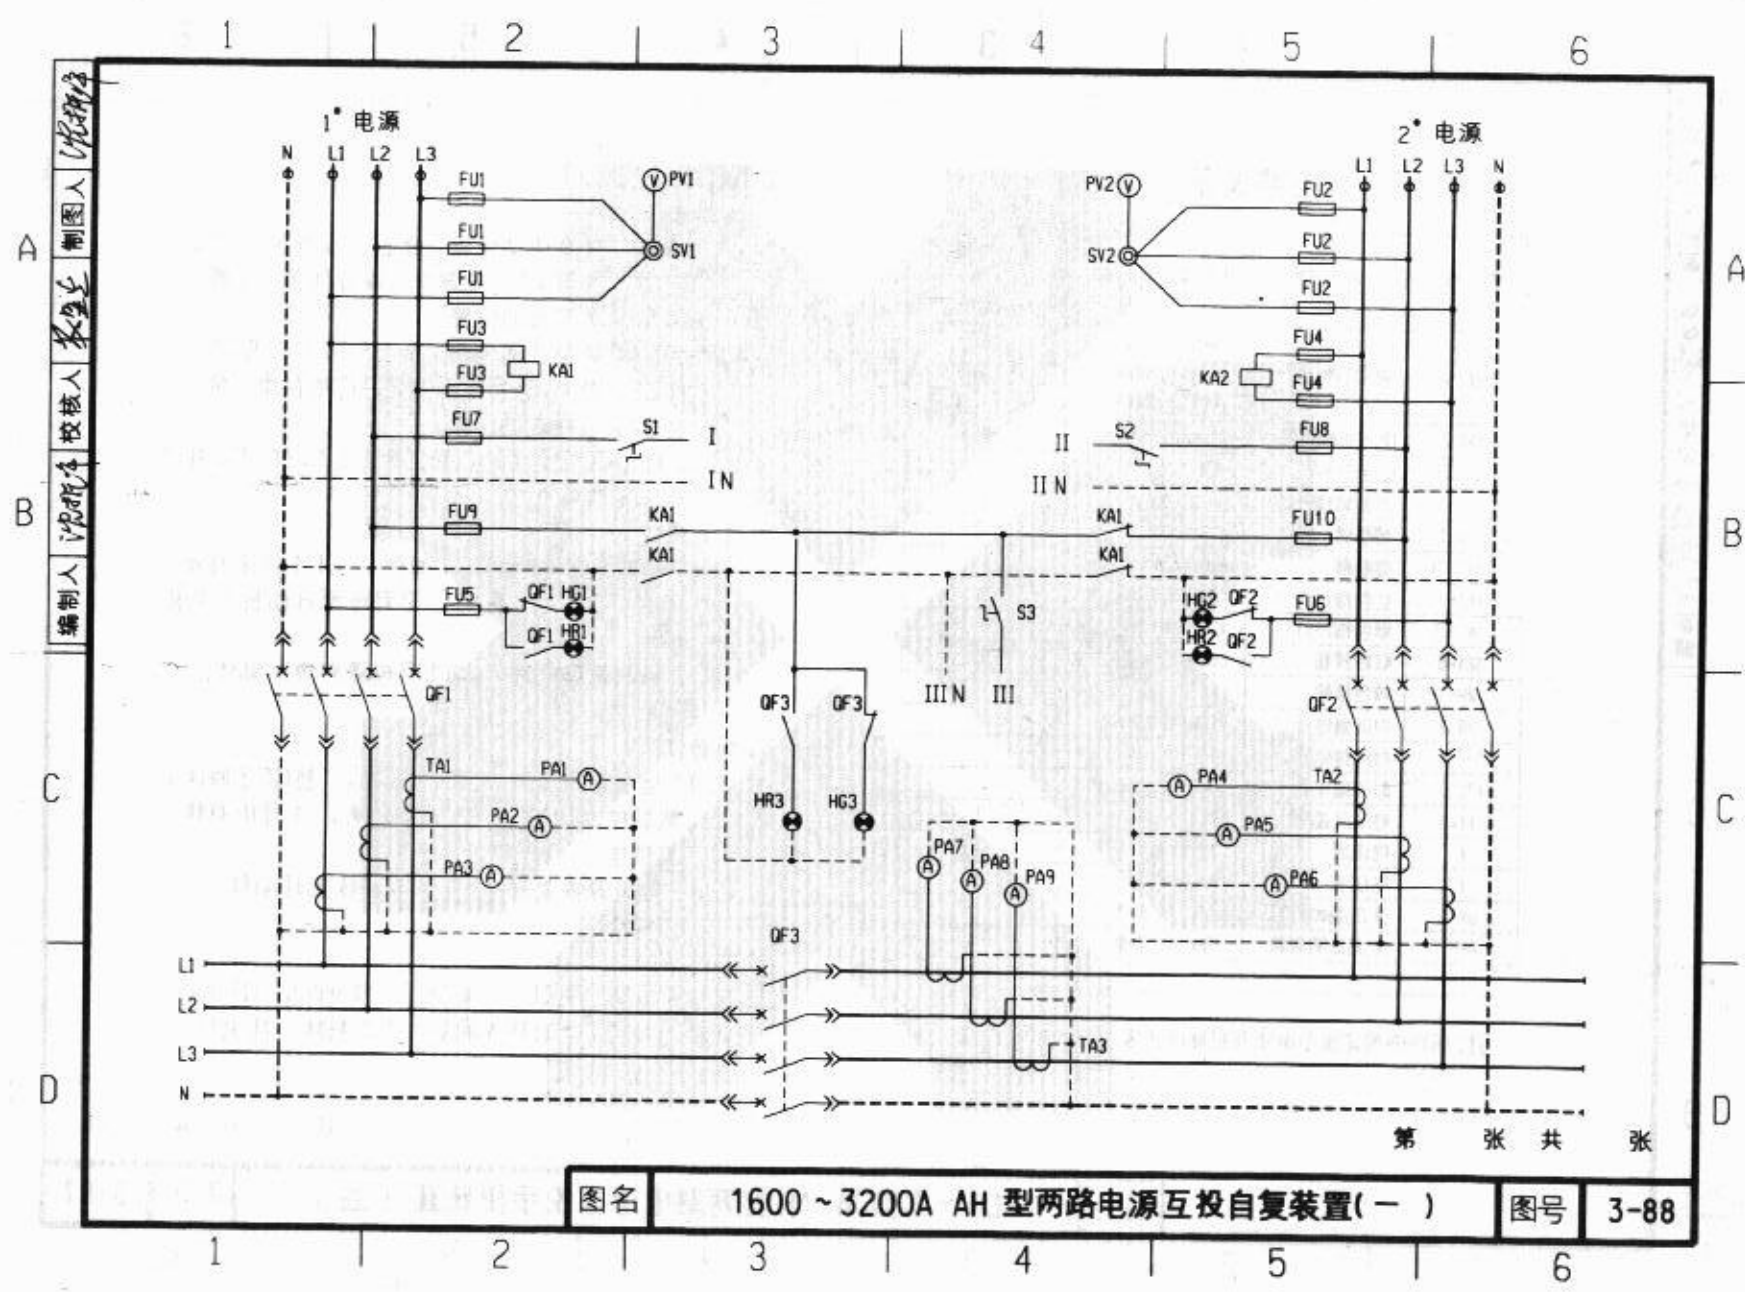 1 2 3 4 5 6
1# 电源
2# 电源
N L1 L2 L3
L1 L2 L3 N
FU1 PV1
PV2 FU2
FU1 SV1
SV2 FU2
FU1
FU2
FU3
FU4
KA1
KA2
FU3
FU4
FU7 S1 I
II S2 FU8
IN
IIN
FU9 KA1
KA1 FU10
KA1
KA1
FU5 QF1 HG1
S3
HG2 QF2 FU6
QF1 HR1
HR2 QF2
QF1
QF3 QF3
IIIN III
QF2
TA1 PA1
PA4 TA2
PA2
HR3 HG3
PA5
PA3
PA7 PA8 PA9
PA6
QF3
L1
L2
L3
TA3
N
A
B
C
D
A
B
C
D
制图人
校核人
编制人
第 张 共 张
图名 1600~3200A AH 型两路电源互投自复装置(一) 图号 3-88
1 2 3 4 5 6